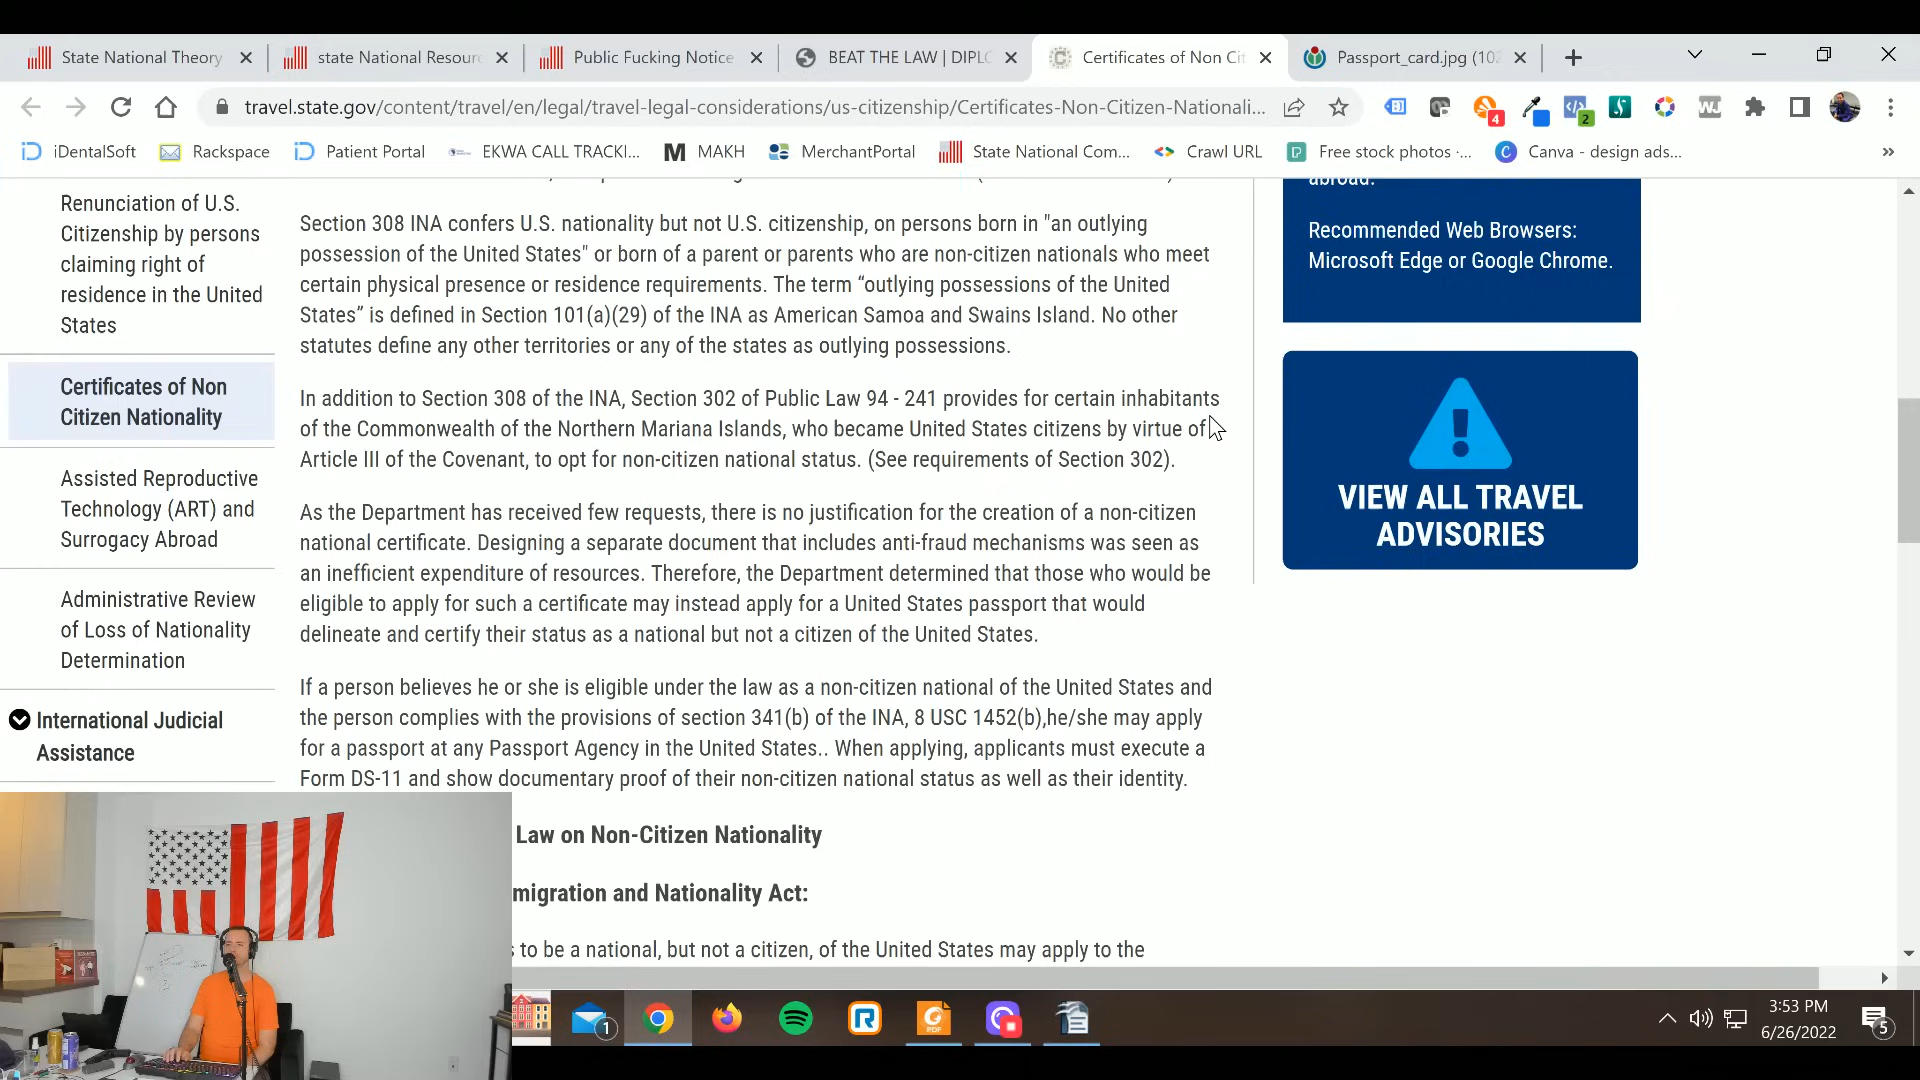 State National Theory
state National Resour
Public Fucking Notice
BEAT THE LAW | DIPLO
Certificates of Non Cit
Passport_card.jpg (102
travel.state.gov/content/travel/en/legal/travel-legal-considerations/us-citizenship/Certificates-Non-Citizen-Nationali...
4
2
iDentalSoft
Rackspace
Patient Portal
EKWA CALL TRACKI...
MAKH
MerchantPortal
State National Com...
Crawl URL
Free stock photos ·...
Canva - design ads...
Renunciation of U.S.
Citizenship by persons
claiming right of
residence in the United
States
Certificates of Non
Citizen Nationality
Assisted Reproductive
Technology (ART) and
Surrogacy Abroad
Administrative Review
of Loss of Nationality
Determination
International Judicial
Assistance
Section 308 INA confers U.S. nationality but not U.S. citizenship, on persons born in "an outlying
possession of the United States" or born of a parent or parents who are non-citizen nationals who meet
certain physical presence or residence requirements. The term “outlying possessions of the United
States” is defined in Section 101(a)(29) of the INA as American Samoa and Swains Island. No other
statutes define any other territories or any of the states as outlying possessions.
In addition to Section 308 of the INA, Section 302 of Public Law 94 - 241 provides for certain inhabitants
of the Commonwealth of the Northern Mariana Islands, who became United States citizens by virtue of
Article III of the Covenant, to opt for non-citizen national status. (See requirements of Section 302).
As the Department has received few requests, there is no justification for the creation of a non-citizen
national certificate. Designing a separate document that includes anti-fraud mechanisms was seen as
an inefficient expenditure of resources. Therefore, the Department determined that those who would be
eligible to apply for such a certificate may instead apply for a United States passport that would
delineate and certify their status as a national but not a citizen of the United States.
If a person believes he or she is eligible under the law as a non-citizen national of the United States and
the person complies with the provisions of section 341(b) of the INA, 8 USC 1452(b),he/she may apply
for a passport at any Passport Agency in the United States.. When applying, applicants must execute a
Form DS-11 and show documentary proof of their non-citizen national status as well as their identity.
Law on Non-Citizen Nationality
migration and Nationality Act:
s to be a national, but not a citizen, of the United States may apply to the
abroad.
Recommended Web Browsers:
Microsoft Edge or Google Chrome.
VIEW ALL TRAVEL
ADVISORIES
1
3:53 PM
6/26/2022
5